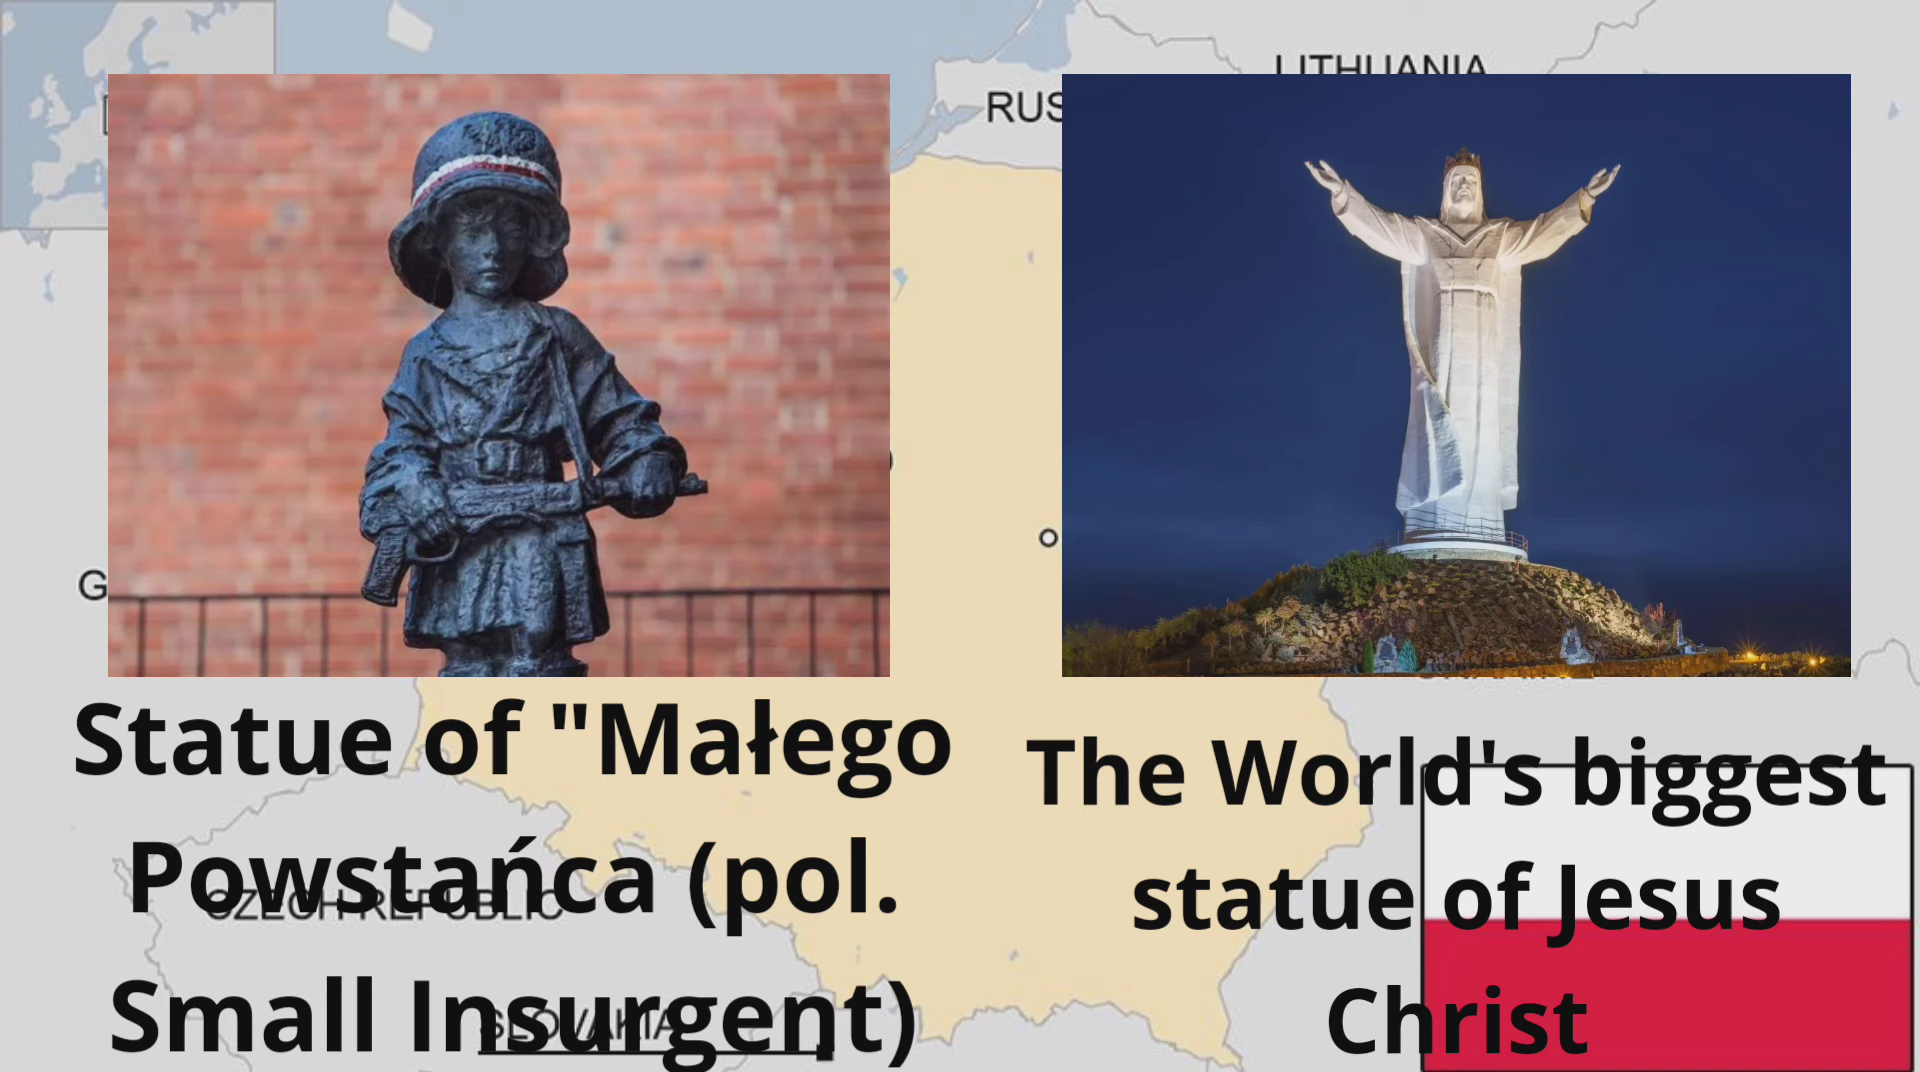 LITHUANIA
RUS
G
Statue of "Małego
Powstańca (pol.
Small Insurgent)
The World's biggest
statue of Jesus
Christ
CZECH REPUBLIC
SLOVAKIA